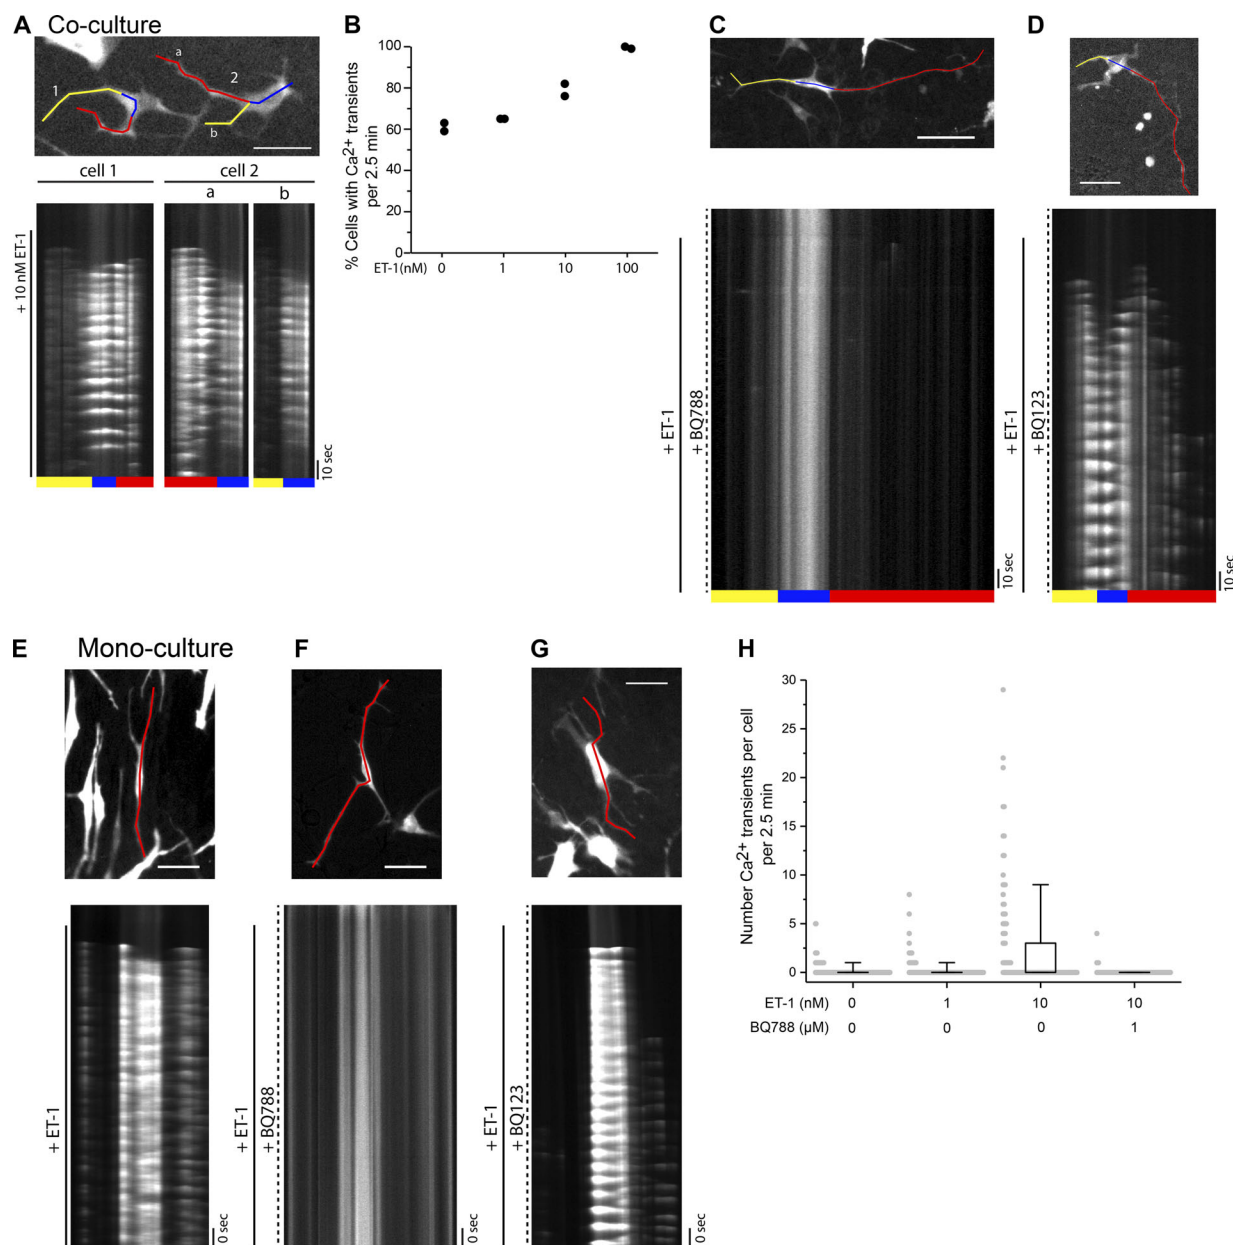 A Co-culture
1
a
2
b
cell 1
cell 2
a
b
+ 10 nM ET-1
10 sec
B
% Cells with Ca2+ transients
per 2.5 min
100
80
60
40
20
0
ET-1(nM) 0 1 10 100
C
+ ET-1
+ BQ788
10 sec
D
+ ET-1
+ BQ123
10 sec
E Mono-culture
+ ET-1
0 sec
F
+ ET-1
+ BQ788
0 sec
G
+ ET-1
+ BQ123
0 sec
H
Number Ca2+ transients per cell
per 2.5 min
30
25
20
15
10
5
0
ET-1 (nM) 0 1 10 10
BQ788 (µM) 0 0 0 1